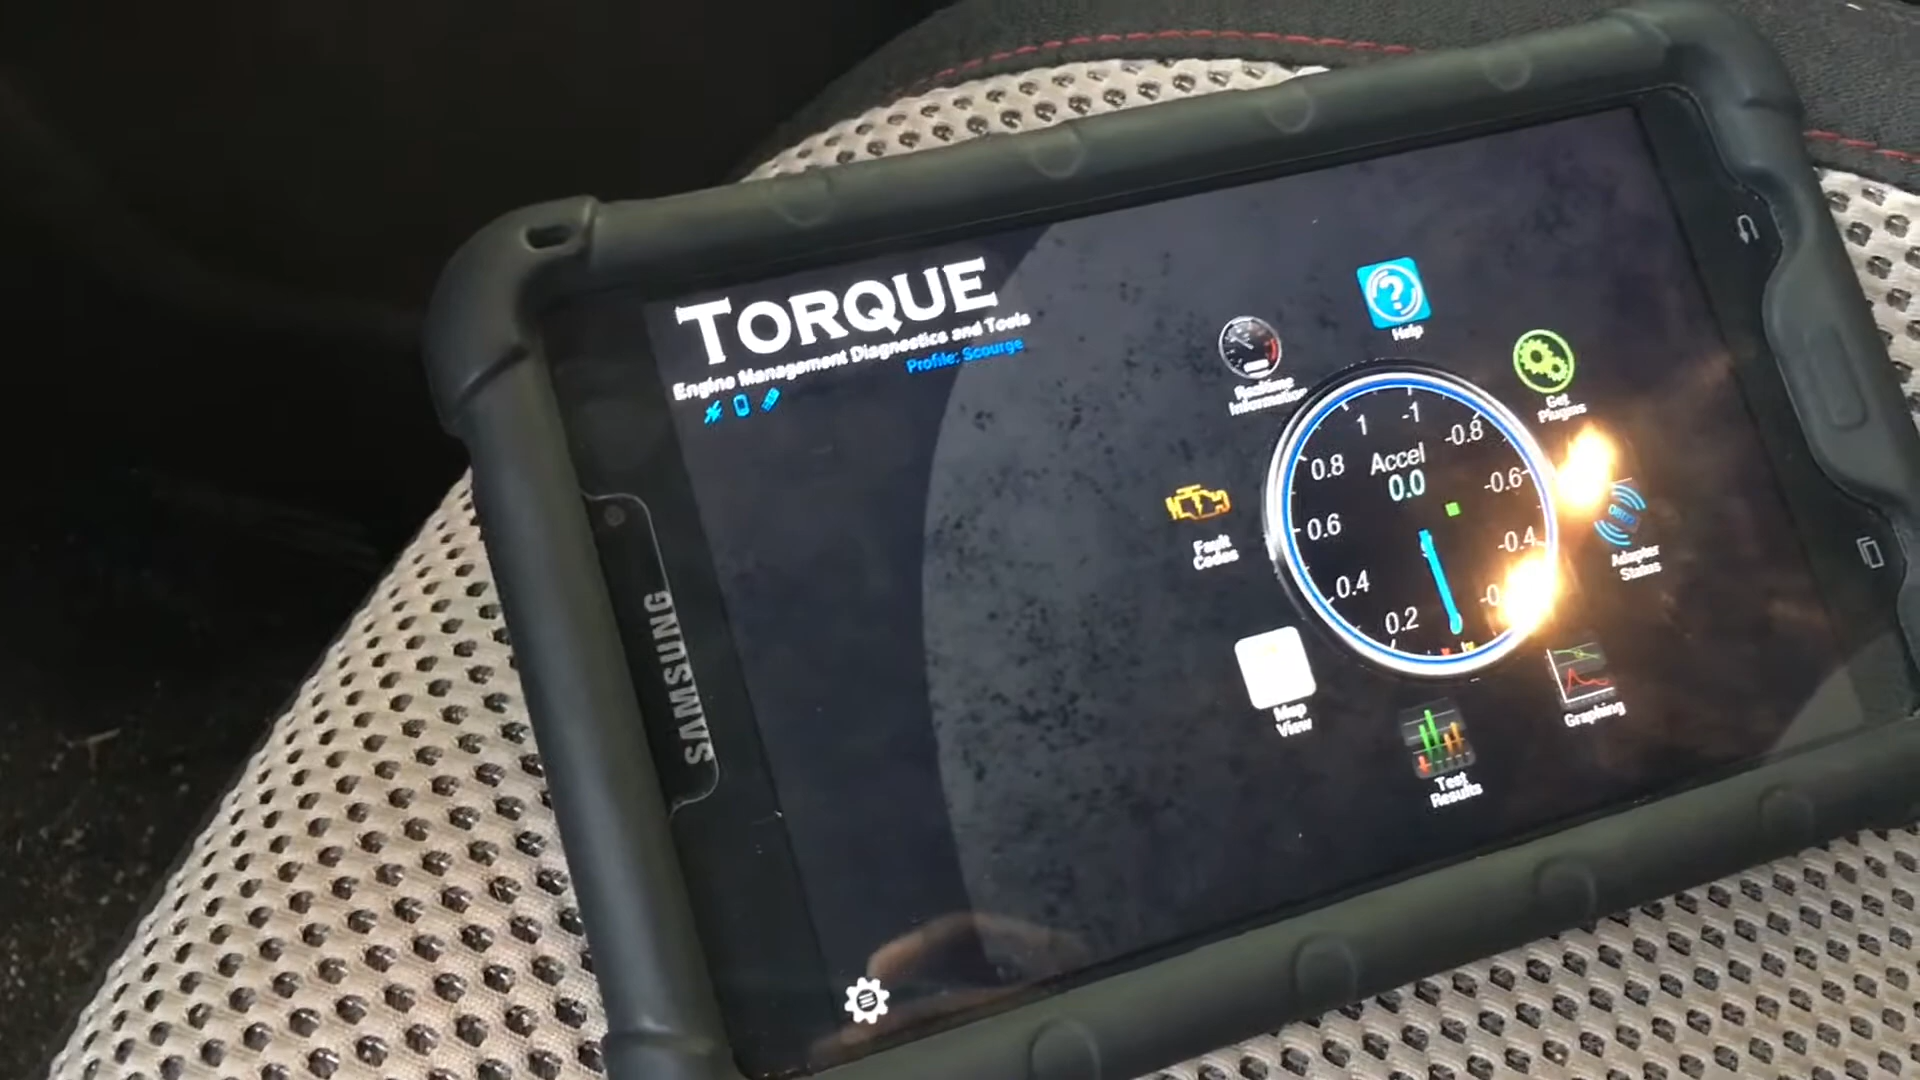 TORQUE
Engine Management Diagnostics and Tools
Profile: Scourge
Help
Realtime
Information
Get
Plugins
1
-1
0.8
-0.8
Accel
0.0
-0.6
0.6
-0.4
0.4
0.2
Fault
Codes
Adapter
Status
Map
View
Graphing
Test
Results
SAMSUNG